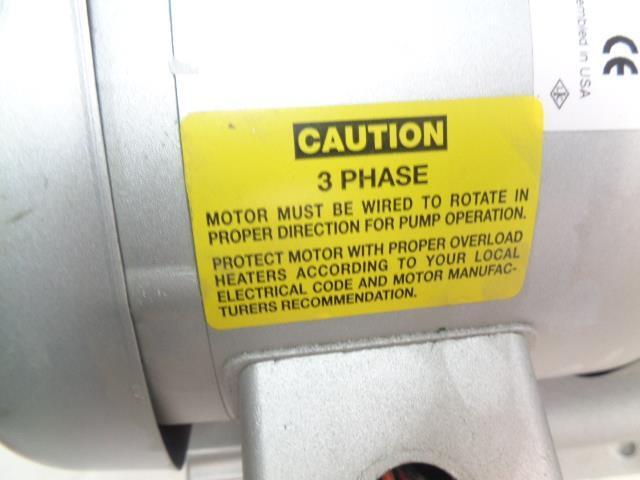 CAUTION
3 PHASE
MOTOR MUST BE WIRED TO ROTATE IN
PROPER DIRECTION FOR PUMP OPERATION.
PROTECT MOTOR WITH PROPER OVERLOAD
HEATERS ACCORDING TO YOUR LOCAL
ELECTRICAL CODE AND MOTOR MANUFAC-
TURERS RECOMMENDATION.
in USA
CE